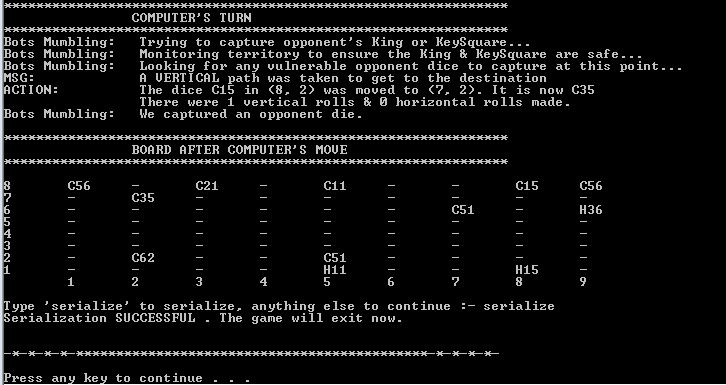 *******************************************************************************
COMPUTER'S TURN
*******************************************************************************
Bots Mumbling:   Trying to capture opponent's King or KeySquare...
Bots Mumbling:   Monitoring territory to ensure the King & KeySquare are safe...
Bots Mumbling:   Looking for any vulnerable opponent dice to capture at this point...
MSG:             A VERTICAL path was taken to get to the destination
ACTION:          The dice C15 in (8, 2) was moved to (7, 2). It is now C35
                 There were 1 vertical rolls & 0 horizontal rolls made.
Bots Mumbling:   We captured an opponent die.
*******************************************************************************
BOARD AFTER COMPUTER'S MOVE
*******************************************************************************
8       C56     -       C21     -       C11     -       -       C15     C56
7       -       C35     -       -       -       -       -       -       -
6       -       -       -       -       -       -       C51     -       H36
5       -       -       -       -       -       -       -       -       -
4       -       -       -       -       -       -       -       -       -
3       -       -       -       -       -       -       -       -       -
2       -       C62     -       -       C51     -       -       -       -
1       -       -       -       -       H11     -       -       H15     -
        1       2       3       4       5       6       7       8       9
Type 'serialize' to serialize, anything else to continue :- serialize
Serialization SUCCESSFUL . The game will exit now.
-*-*-*-*******************************************************-*-*-*-
Press any key to continue . . .